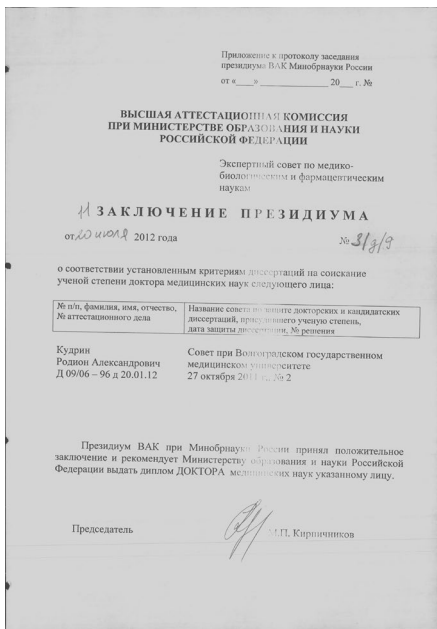 Приложение к протоколу заседания
президиума ВАК Минобрнауки России
от «___» ______________ 20___ г. №
ВЫСШАЯ АТТЕСТАЦИОННАЯ КОМИССИЯ
ПРИ МИНИСТЕРСТВЕ ОБРАЗОВАНИЯ И НАУКИ
РОССИЙСКОЙ ФЕДЕРАЦИИ
Экспертный совет по медико-
биологическим и фармацевтическим
наукам
ЗАКЛЮЧЕНИЕ ПРЕЗИДИУМА
от 20 июля 2012 года № 31/д/9
о соответствии установленным критериям диссертаций на соискание
ученой степени доктора медицинских наук следующего лица:
№ п/п, фамилия, имя, отчество,
№ аттестационного дела
Название совета по защите докторских и кандидатских
диссертаций, присудившего ученую степень,
дата защиты диссертации, № решения
Кудрин
Родион Александрович
Д 09/06 – 96 д 20.01.12
Совет при Волгоградском государственном
медицинском университете
27 октября 2011 г., № 2
Президиум ВАК при Минобрнауки России принял положительное
заключение и рекомендует Министерству образования и науки Российской
Федерации выдать диплом ДОКТОРА медицинских наук указанному лицу.
Председатель
М.П. Кирпичников